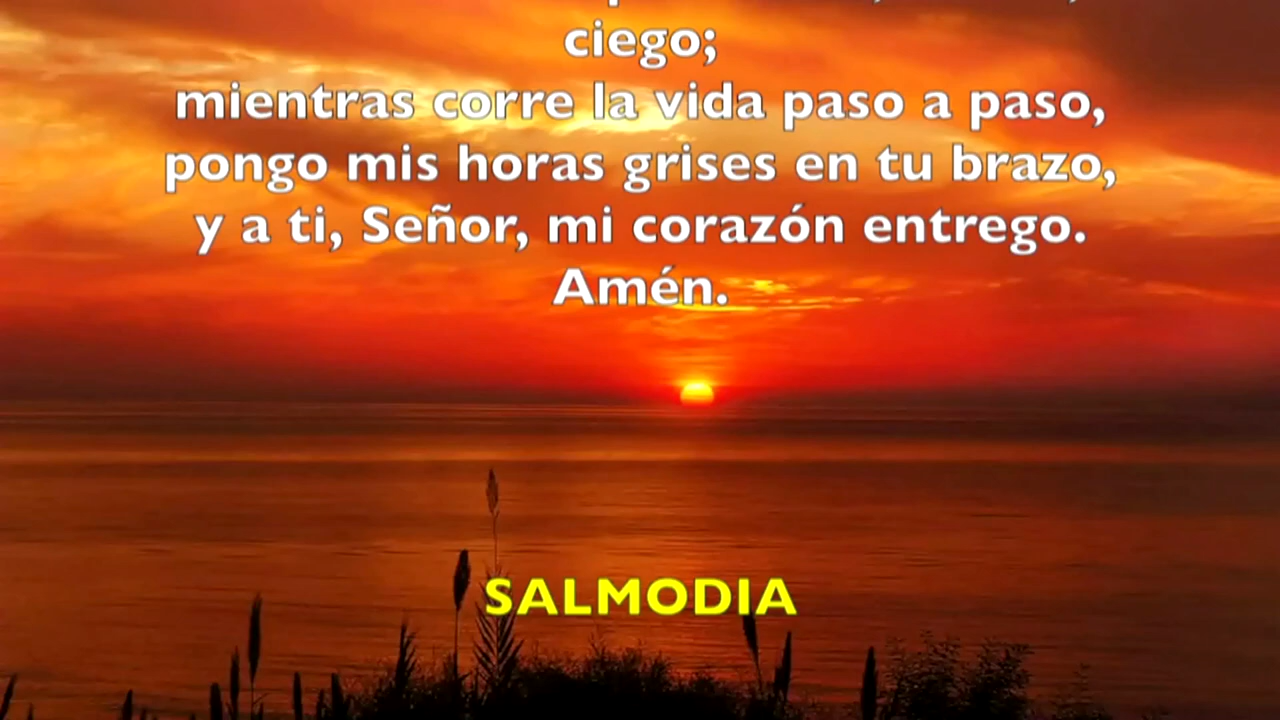 ciego;
mientras corre la vida paso a paso,
pongo mis horas grises en tu brazo,
y a ti, Señor, mi corazón entrego.
Amén.
SALMODIA